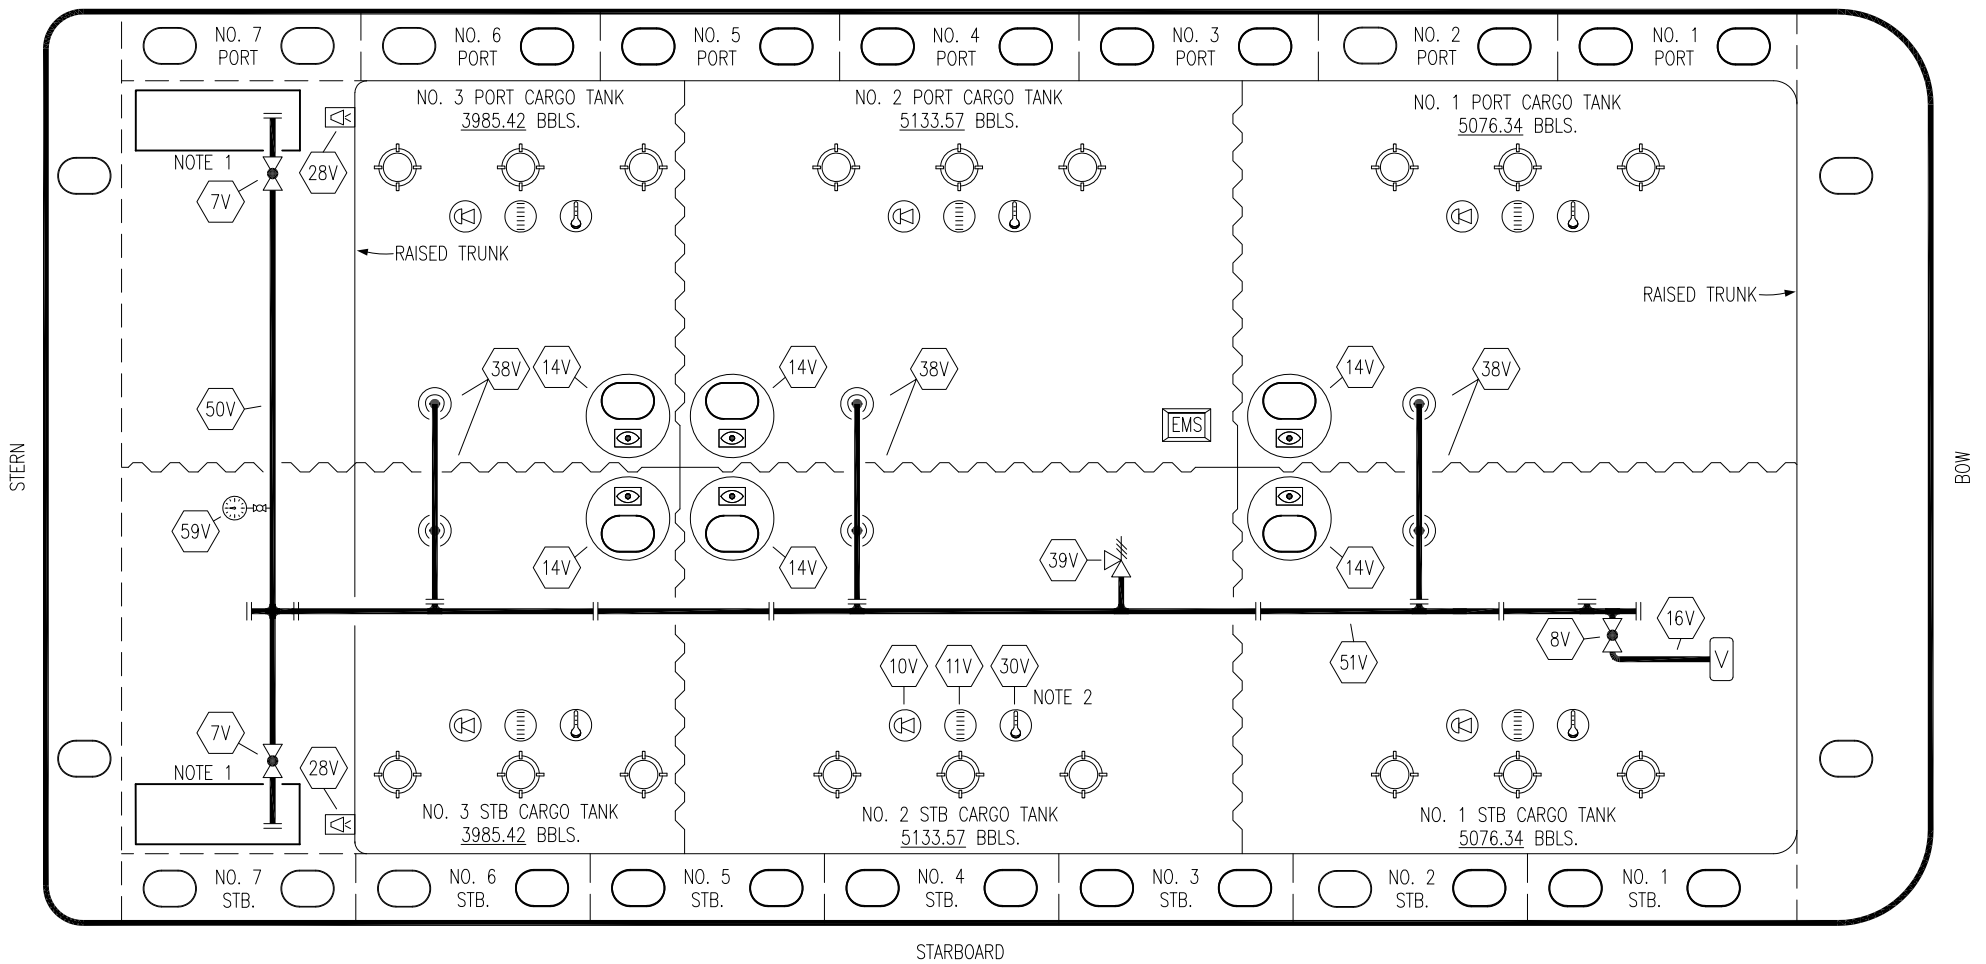 NO. 7
PORT
NO. 6
PORT
NO. 5
PORT
NO. 4
PORT
NO. 3
PORT
NO. 2
PORT
NO. 1
PORT
NO. 3 PORT CARGO TANK
3985.42 BBLS.
NO. 2 PORT CARGO TANK
5133.57 BBLS.
NO. 1 PORT CARGO TANK
5076.34 BBLS.
NOTE 1
28V
7V
RAISED TRUNK
RAISED TRUNK
38V
14V
14V
38V
14V
38V
50V
EMS
STERN
BOW
59V
14V
14V
39V
14V
16V
8V
51V
V
10V
11V
30V
NOTE 2
7V
NOTE 1
28V
NO. 3 STB CARGO TANK
3985.42 BBLS.
NO. 2 STB CARGO TANK
5133.57 BBLS.
NO. 1 STB CARGO TANK
5076.34 BBLS.
NO. 7
STB.
NO. 6
STB.
NO. 5
STB.
NO. 4
STB.
NO. 3
STB.
NO. 2
STB.
NO. 1
STB.
STARBOARD